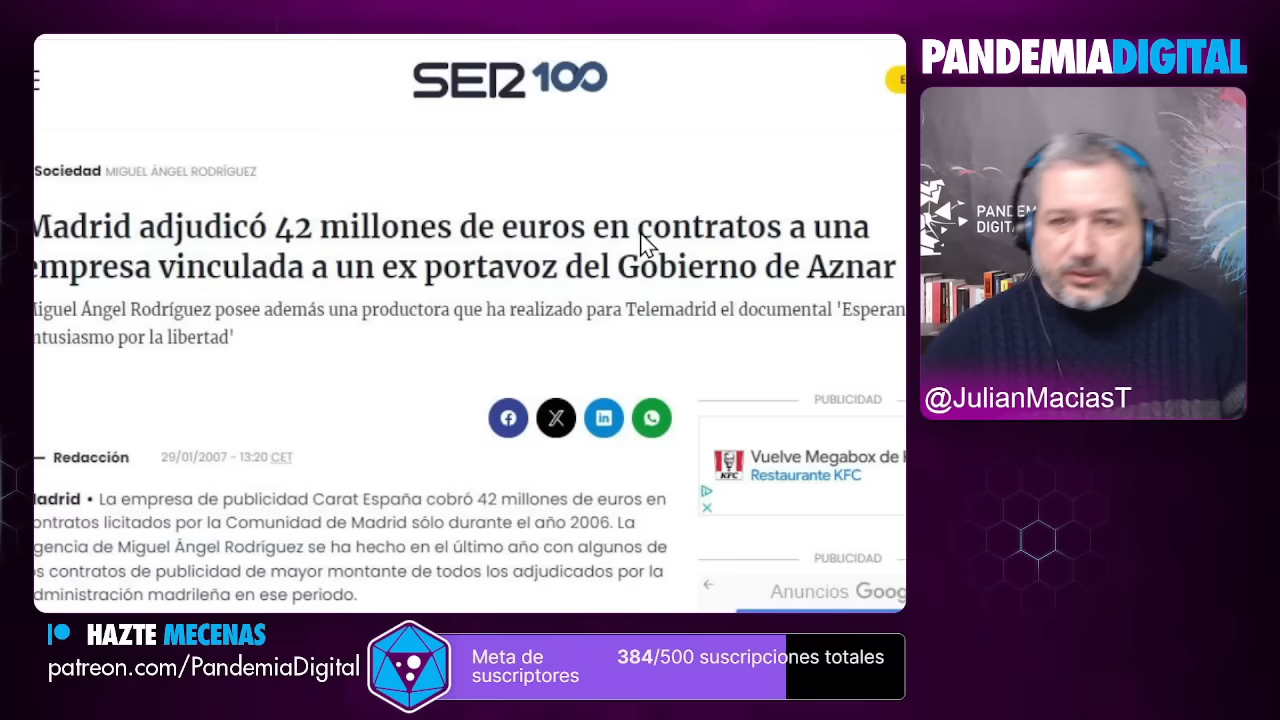 SER 100
Sociedad MIGUEL ÁNGEL RODRÍGUEZ
Madrid adjudicó 42 millones de euros en contratos a una
empresa vinculada a un ex portavoz del Gobierno de Aznar
Miguel Ángel Rodríguez posee además una productora que ha realizado para Telemadrid el documental 'Esperan
ntusiasmo por la libertad'
— Redacción 29/01/2007 - 13:20 CET
Madrid • La empresa de publicidad Carat España cobró 42 millones de euros en
ontratos licitados por la Comunidad de Madrid sólo durante el año 2006. La
gencia de Miguel Ángel Rodríguez se ha hecho en el último año con algunos de
os contratos de publicidad de mayor montante de todos los adjudicados por la
dministración madrileña en ese periodo.
PUBLICIDAD
KFC
Vuelve Megabox de K
Restaurante KFC
PUBLICIDAD
Anuncios Goog
PANDEMIADIGITAL
PANDEM
DIGIT
@JulianMaciasT
HAZTE MECENAS
patreon.com/PandemiaDigital
Meta de
suscriptores
384/500 suscripciones totales